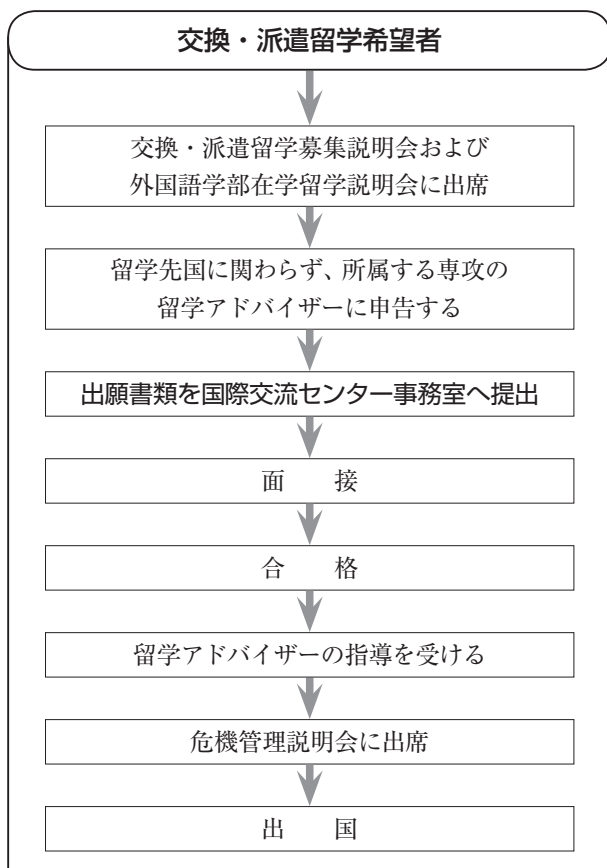 交換・派遣留学希望者
交換・派遣留学募集説明会および
外国語学部在学留学説明会に出席
留学先国に関わらず、所属する専攻の
留学アドバイザーに申告する
出願書類を国際交流センター事務室へ提出
面　　接
合　　格
留学アドバイザーの指導を受ける
危機管理説明会に出席
出　　国